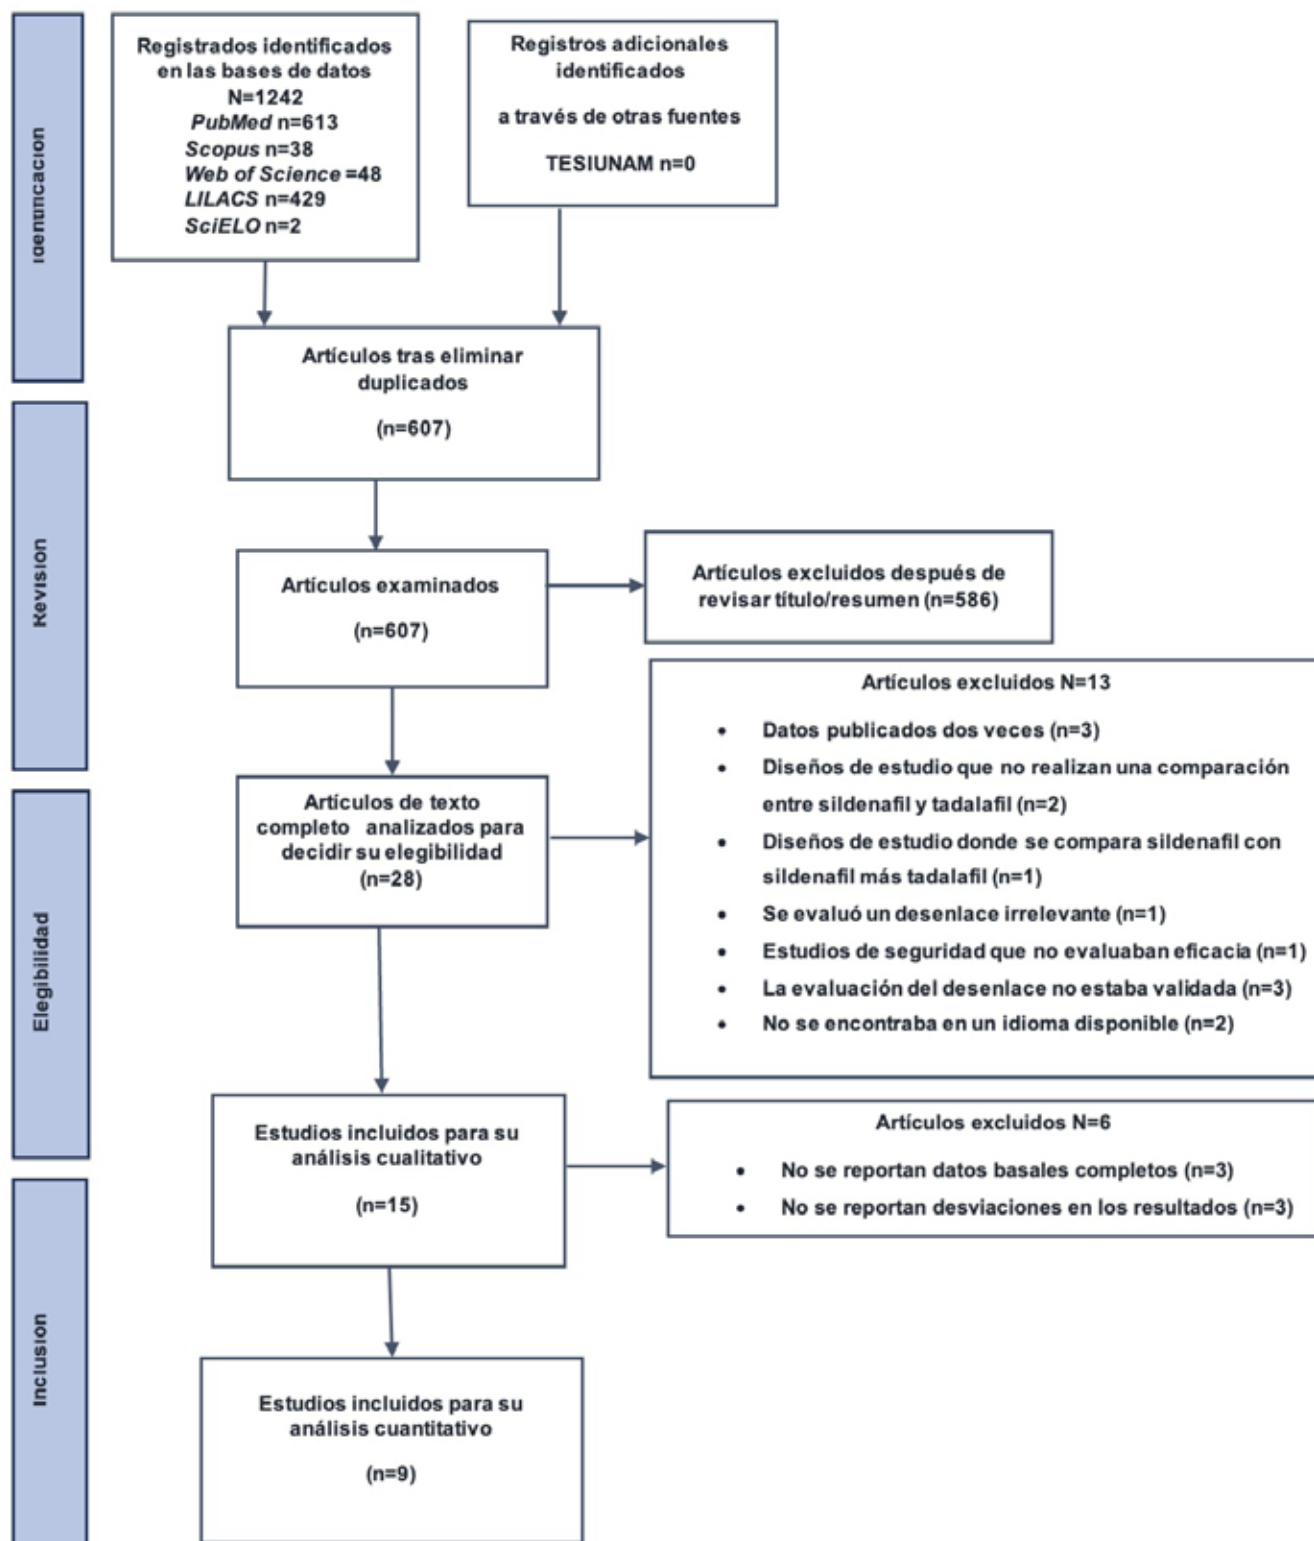 Identificacion
Registrados identificados
en las bases de datos
N=1242
PubMed n=613
Scopus n=38
Web of Science =48
LILACS n=429
SciELO n=2
Registros adicionales
identificados
a través de otras fuentes
TESIUNAM n=0
Artículos tras eliminar
duplicados
(n=607)
Revision
Artículos examinados
(n=607)
Artículos excluidos después de
revisar título/resumen (n=586)
Elegibilidad
Artículos de texto
completo analizados para
decidir su elegibilidad
(n=28)
Artículos excluidos N=13
• Datos publicados dos veces (n=3)
• Diseños de estudio que no realizan una comparación
entre sildenafil y tadalafil (n=2)
• Diseños de estudio donde se compara sildenafil con
sildenafil más tadalafil (n=1)
• Se evaluó un desenlace irrelevante (n=1)
• Estudios de seguridad que no evaluaban eficacia (n=1)
• La evaluación del desenlace no estaba validada (n=3)
• No se encontraba en un idioma disponible (n=2)
Estudios incluidos para su
análisis cualitativo
(n=15)
Artículos excluidos N=6
• No se reportan datos basales completos (n=3)
• No se reportan desviaciones en los resultados (n=3)
Inclusion
Estudios incluidos para su
análisis cuantitativo
(n=9)